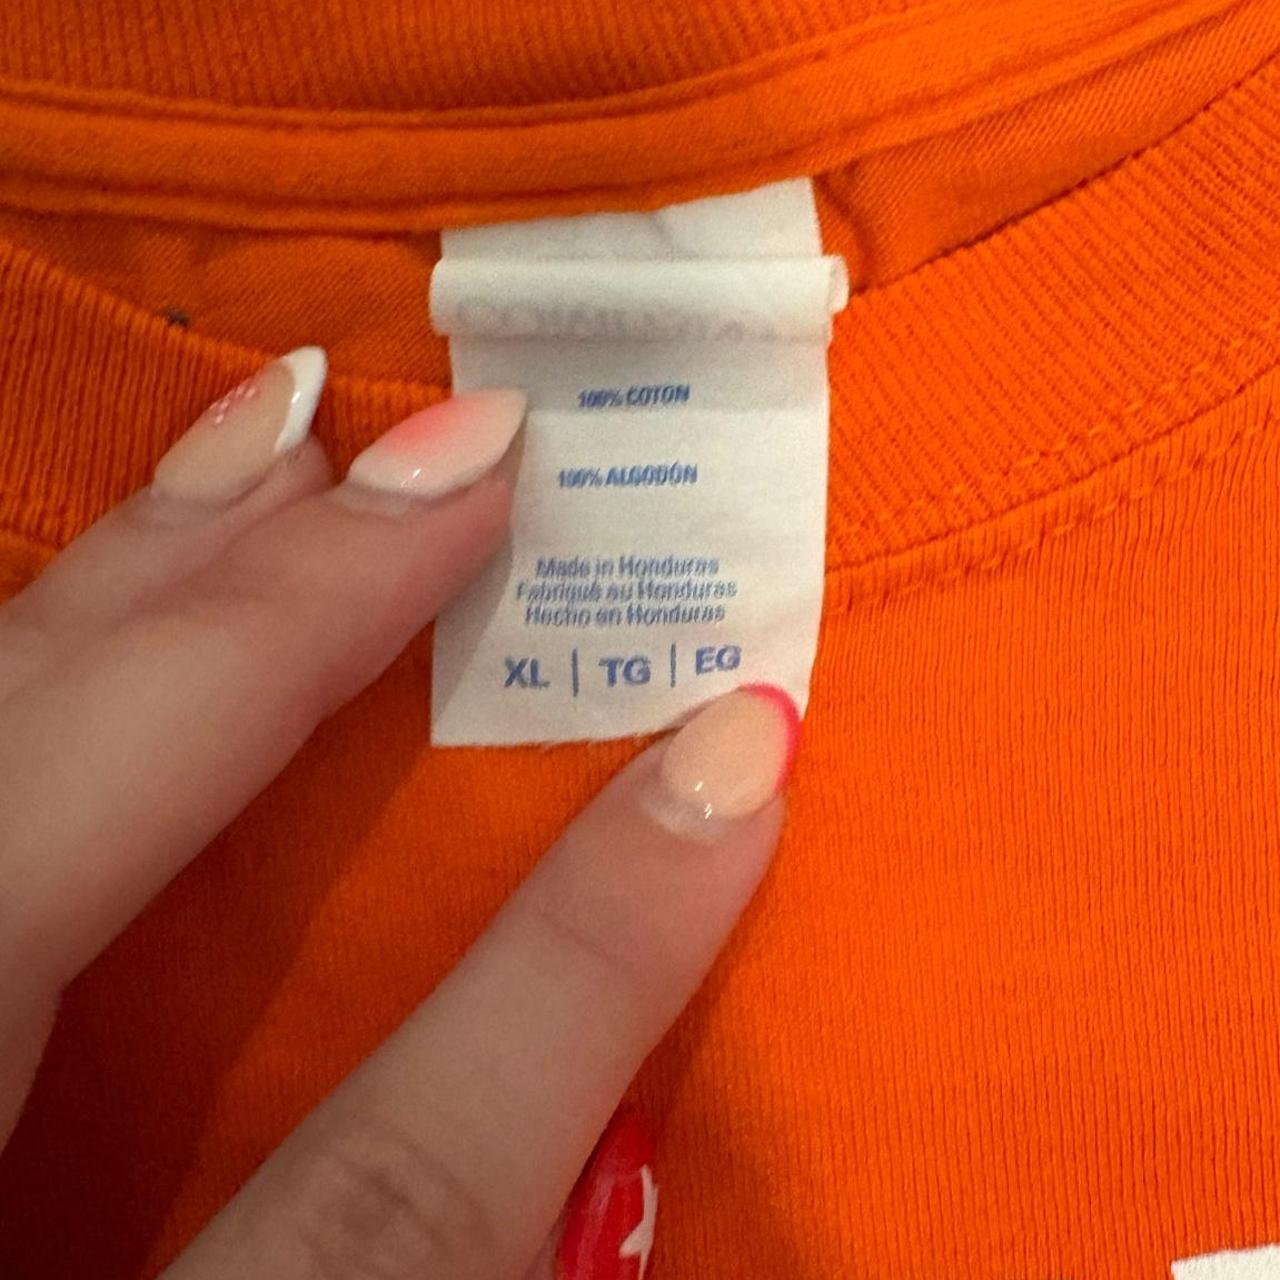 100% COTON
100% ALGODÓN
Made in Honduras
Fabriqué au Honduras
Hecho en Honduras
XL | TG | EG